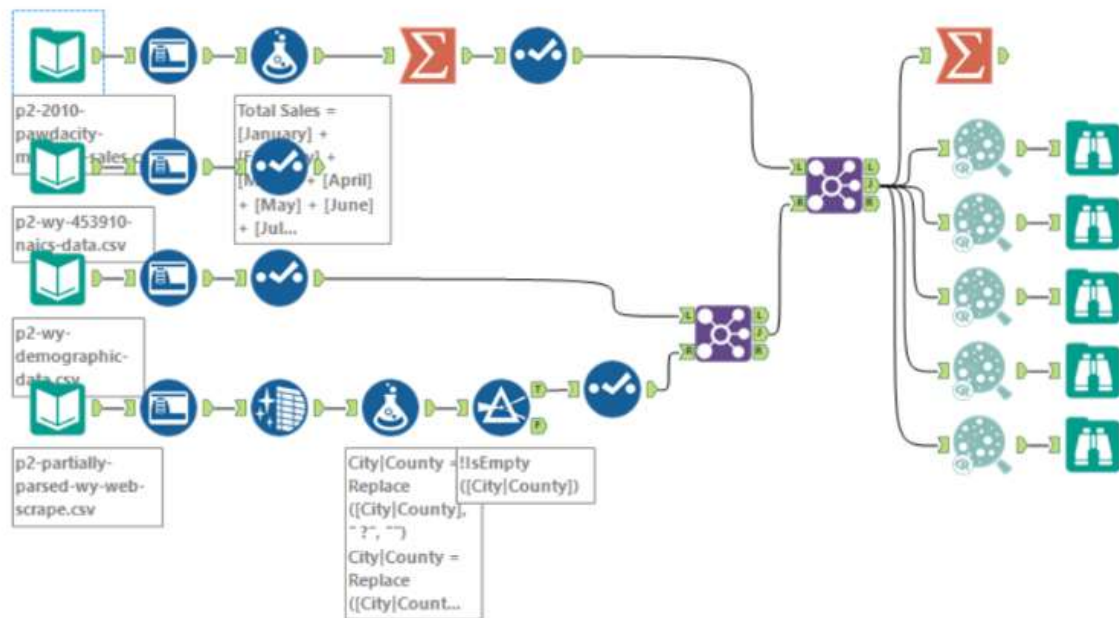 p2-2010-
pawdacity-
sales.c
Total Sales =
[January] +
+ [April]
+ [May] + [June]
+ [Jul...
p2-wy-453910-
naics-data.csv
p2-wy-
demographic-
data.csv
p2-partially-
parsed-wy-web-
scrape.csv
City|County =
Replace
([City|County],
" ?", "")
City|County =
Replace
([City|Count...
!IsEmpty
([City|County])
L
R
L
J
R
L
R
L
J
R
T
F